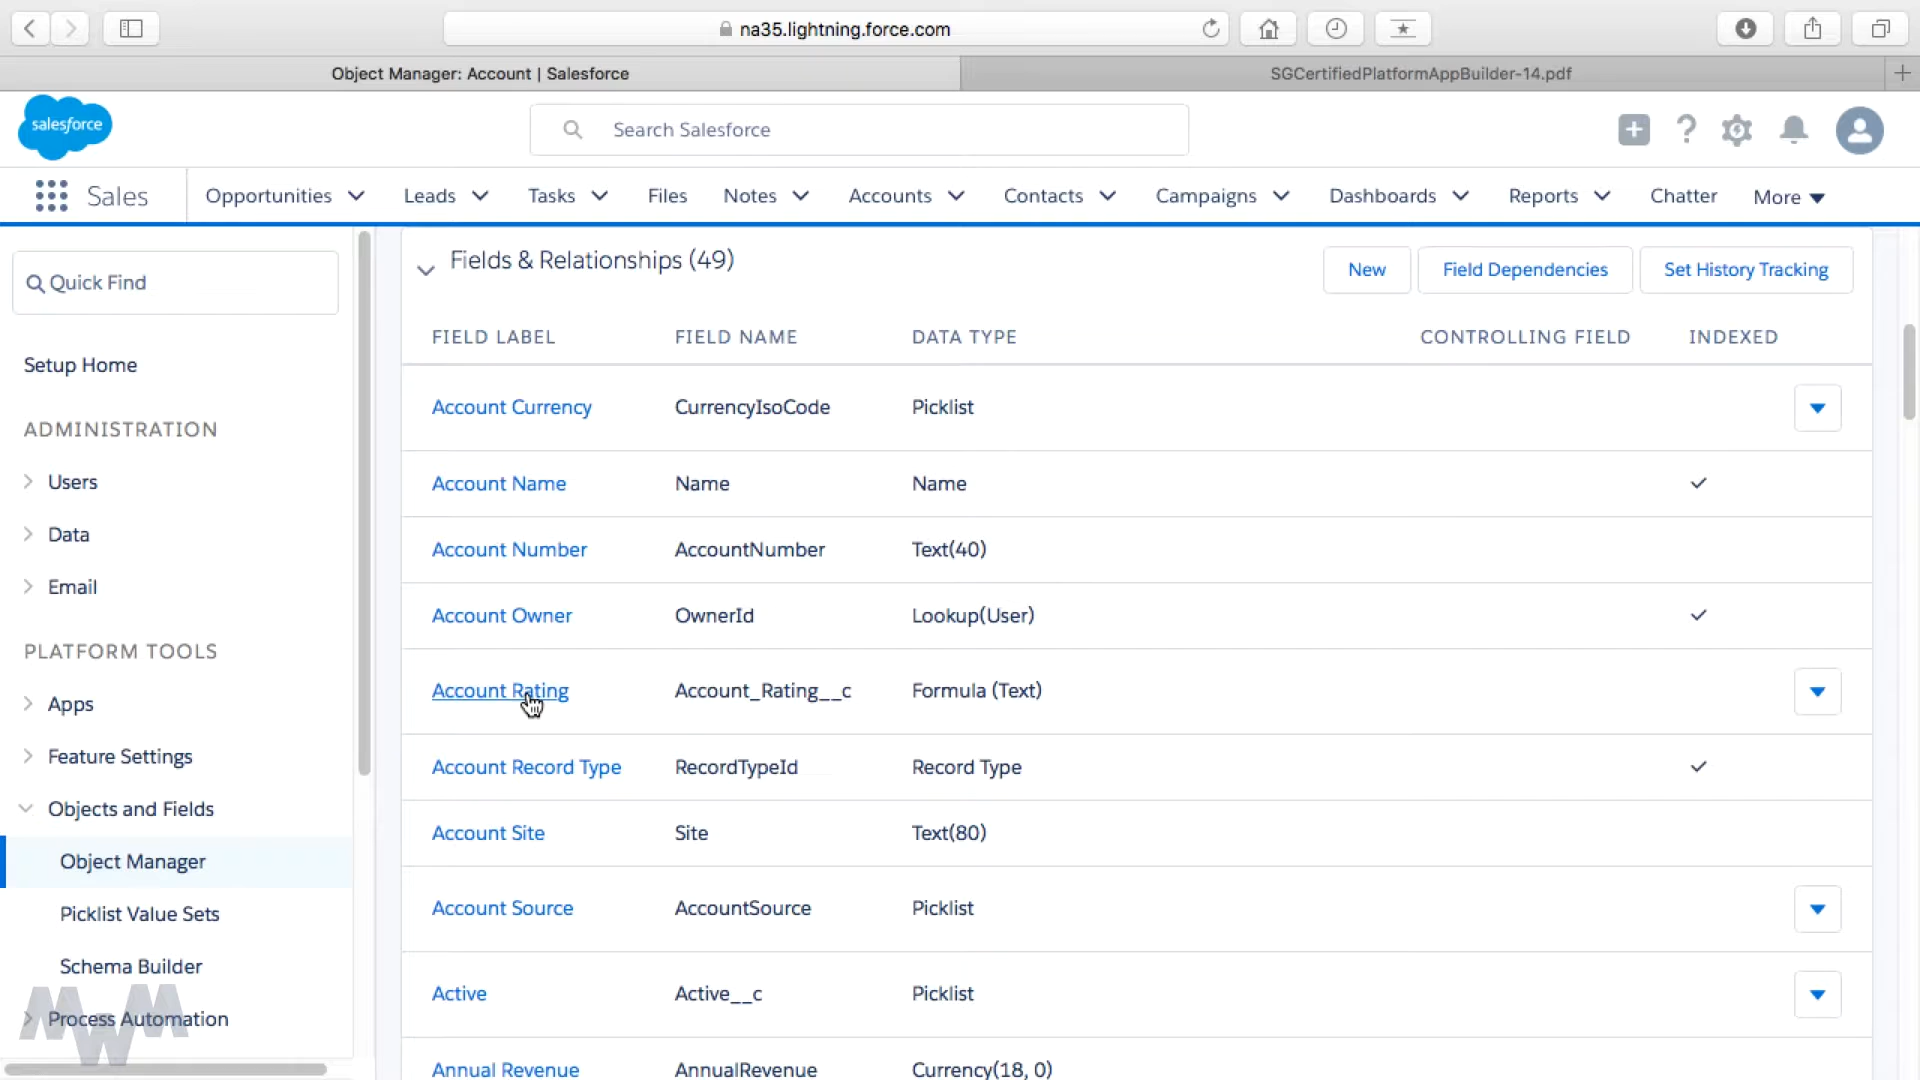 na35.lightning.force.com
Object Manager: Account | Salesforce
SGCertifiedPlatformAppBuilder-14.pdf
salesforce
Search Salesforce
Sales
Opportunities
Leads
Tasks
Files
Notes
Accounts
Contacts
Campaigns
Dashboards
Reports
Chatter
More
Quick Find
Setup Home
ADMINISTRATION
Users
Data
Email
PLATFORM TOOLS
Apps
Feature Settings
Objects and Fields
Object Manager
Picklist Value Sets
Schema Builder
Process Automation
MWM
Fields & Relationships (49)
New
Field Dependencies
Set History Tracking
FIELD LABEL FIELD NAME DATA TYPE CONTROLLING FIELD INDEXED
Account Currency CurrencyIsoCode Picklist
Account Name Name Name
Account Number AccountNumber Text(40)
Account Owner OwnerId Lookup(User)
Account Rating Account_Rating__c Formula (Text)
Account Record Type RecordTypeId Record Type
Account Site Site Text(80)
Account Source AccountSource Picklist
Active Active__c Picklist
Annual Revenue AnnualRevenue Currency(18, 0)